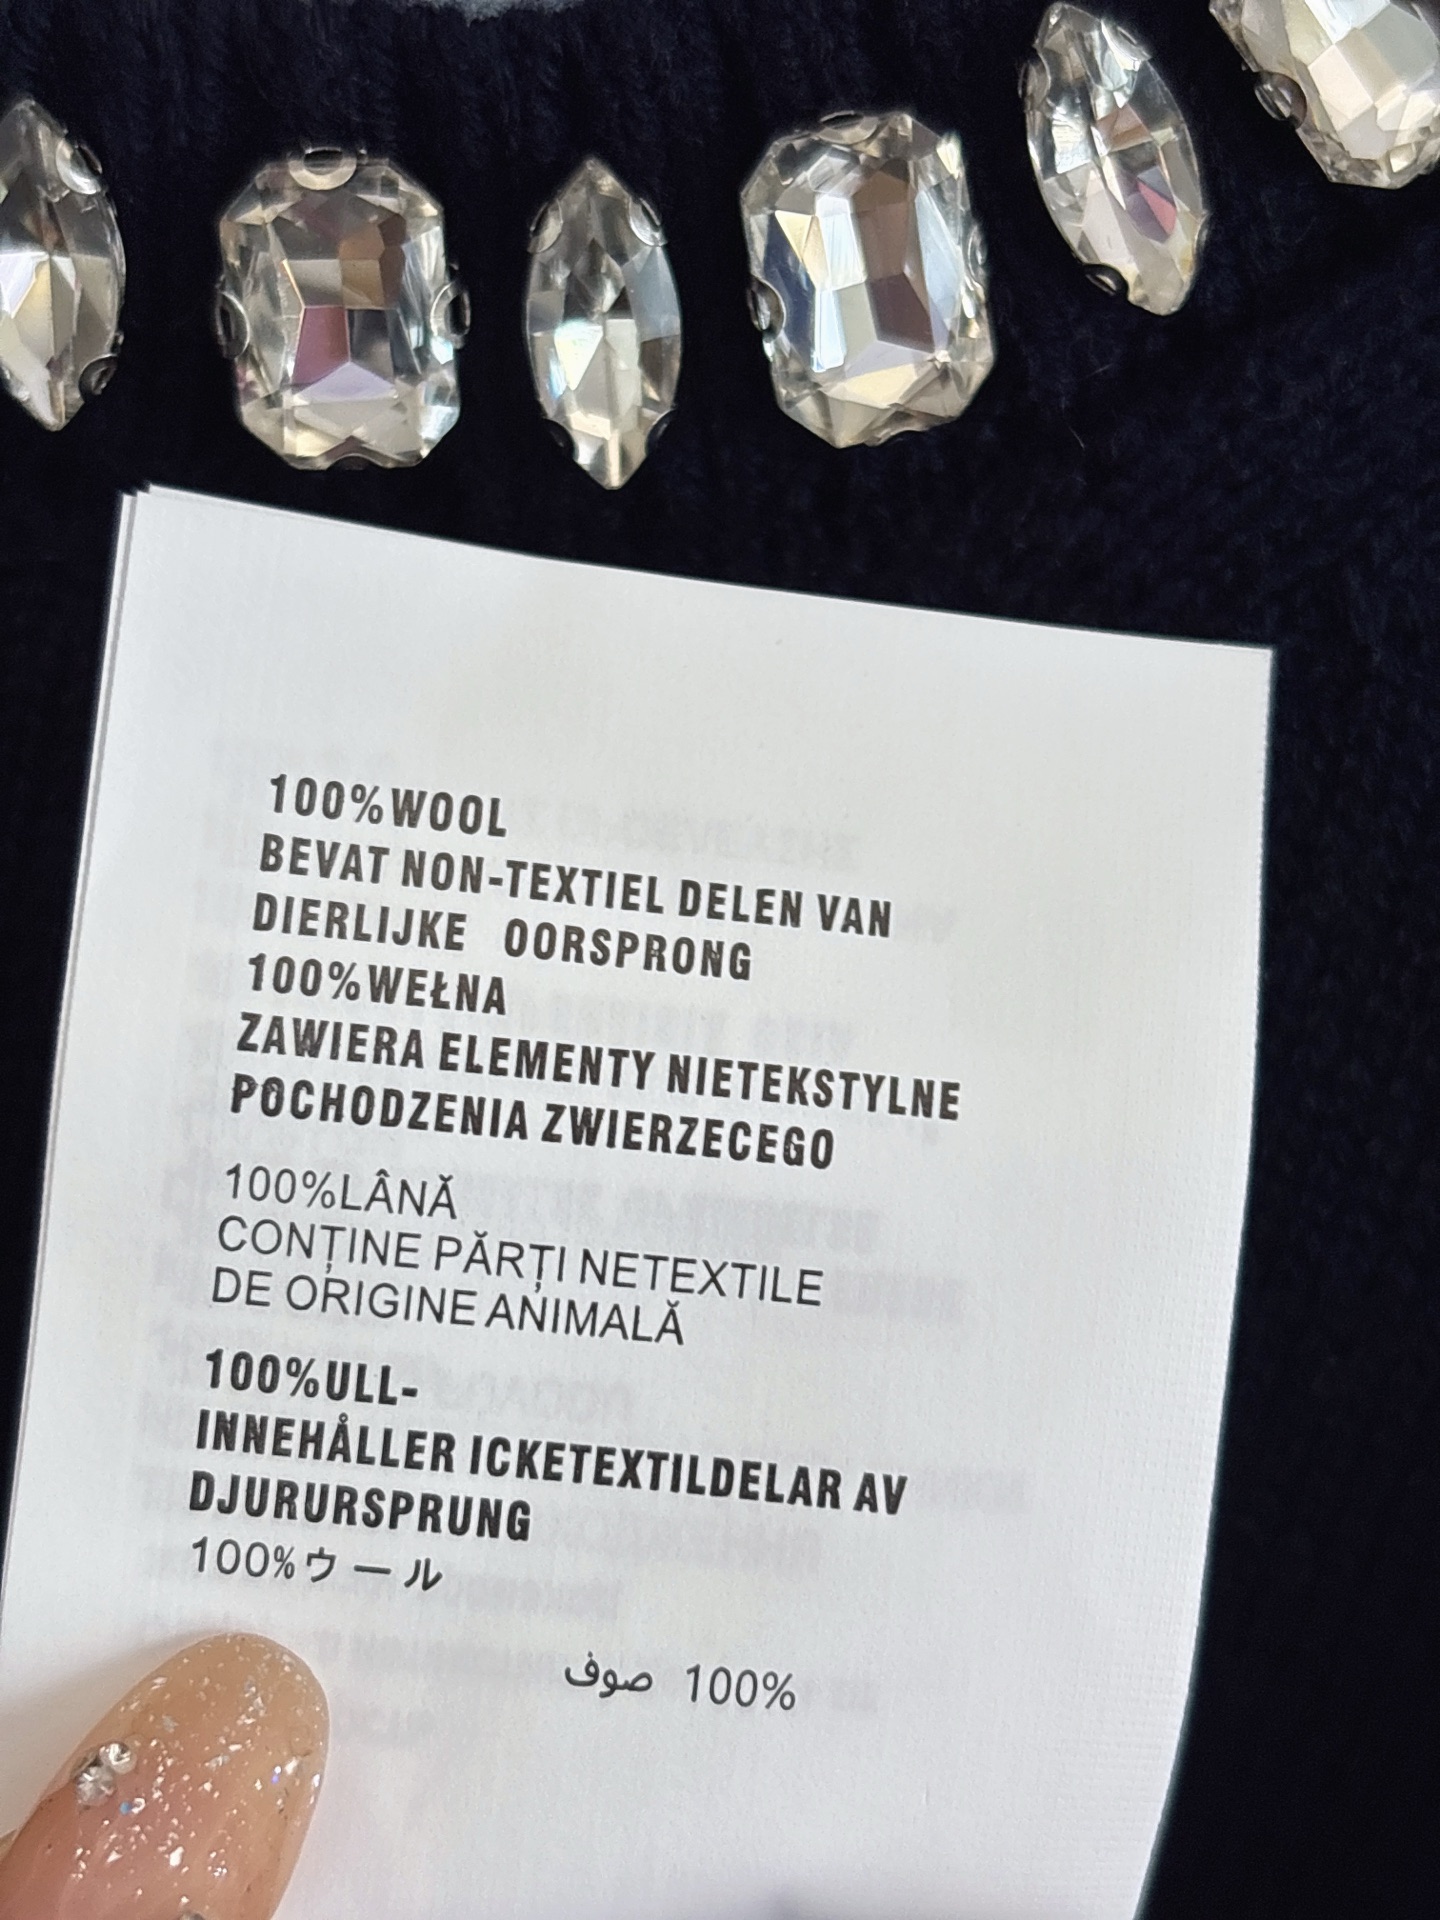 100%WOOL
BEVAT NON-TEXTIEL DELEN VAN
DIERLIJKE OORSPRONG
100%WEŁNA
ZAWIERA ELEMENTY NIETEKSTYLNE
POCHODZENIA ZWIERZECEGO
100%LÂNĂ
CONȚINE PĂRȚI NETEXTILE
DE ORIGINE ANIMALĂ
100%ULL-
INNEHÅLLER ICKETEXTILDELAR AV
DJURURSPRUNG
100%ウール
100% صوف